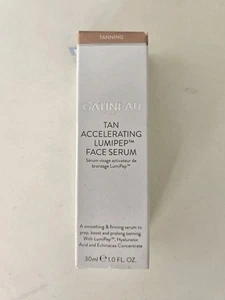 TANNING
GATINEAU
TAN
ACCELERATING
LUMIPEP™
FACE SERUM
Sérum visage activateur de
bronzage LumiPep™
A smoothing & firming serum to
prep, boost and prolong tanning
With LumiPep™, Hyaluronic
Acid and Echinacea Concentrate
30ml ℮ 1.0 FL. OZ.